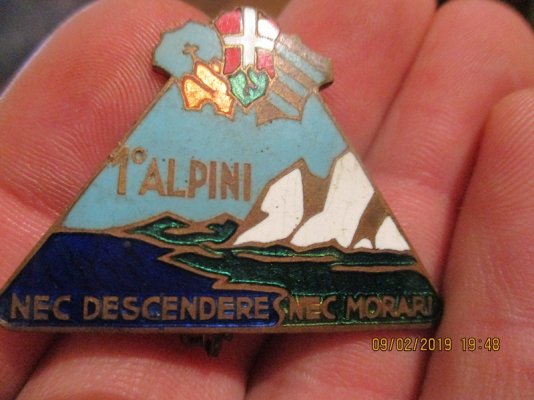 1° ALPINI
NEC DESCENDERE NEC MORARI
09/02/2019 19:48